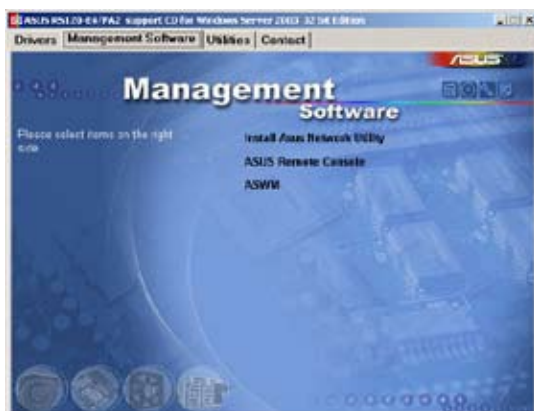 ASUS RS120-E4/PA2 support CD for Windows Server 2003 32 bit Edition
Drivers Management Software Utilities Contact
ASUS
Management
Software
Please select items on the right
side
Install Asus Network Utility
ASUS Remote Console
ASWM